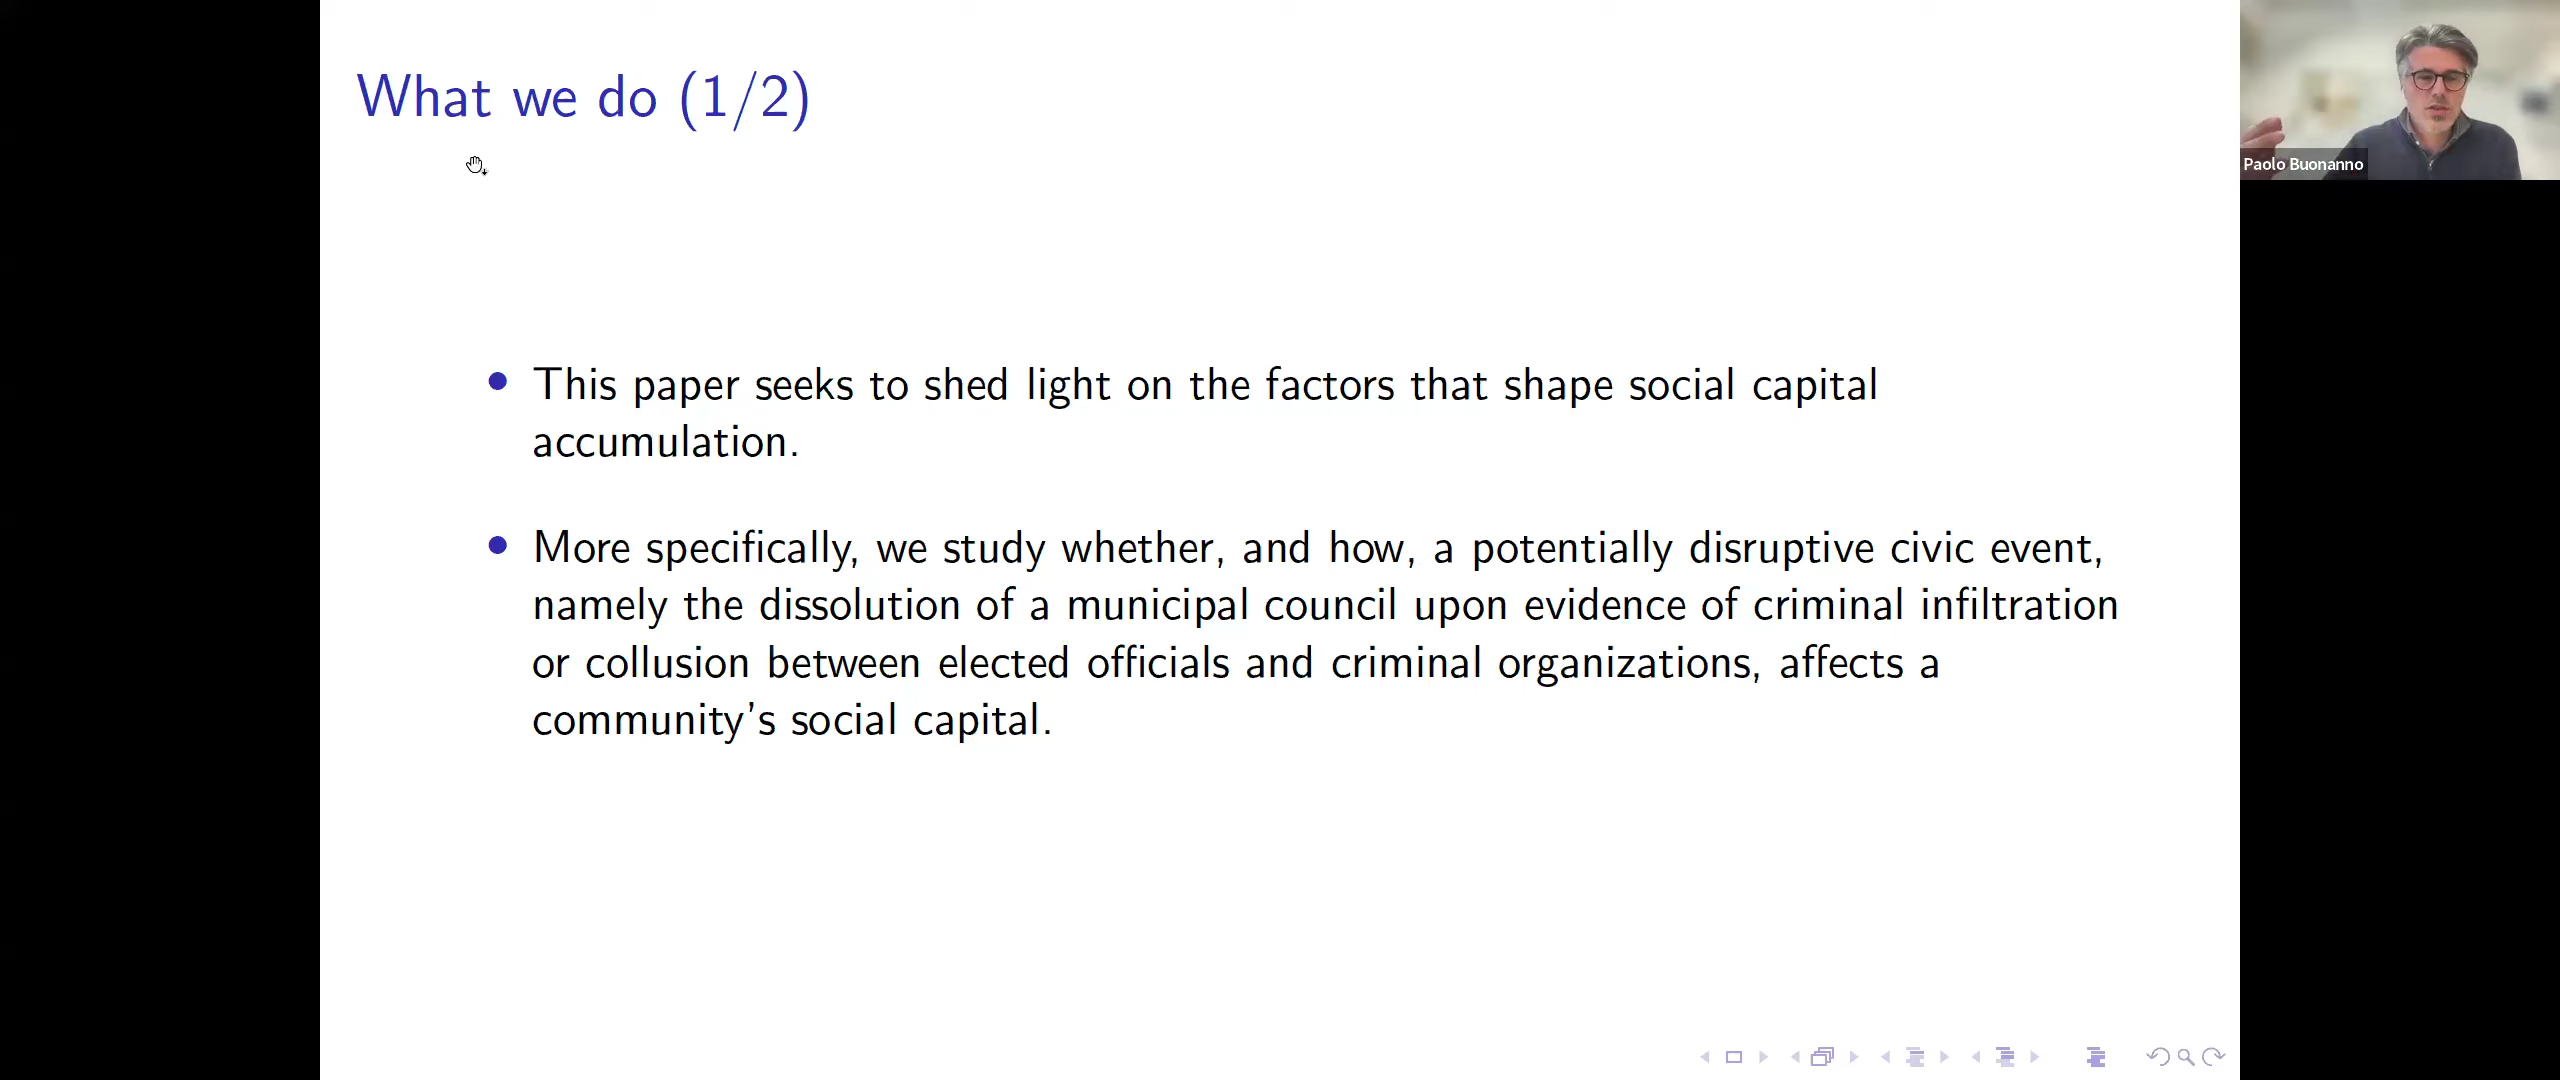 What we do (1/2)
Paolo Buonanno
• This paper seeks to shed light on the factors that shape social capital
accumulation.
• More specifically, we study whether, and how, a potentially disruptive civic event,
namely the dissolution of a municipal council upon evidence of criminal infiltration
or collusion between elected officials and criminal organizations, affects a
community's social capital.